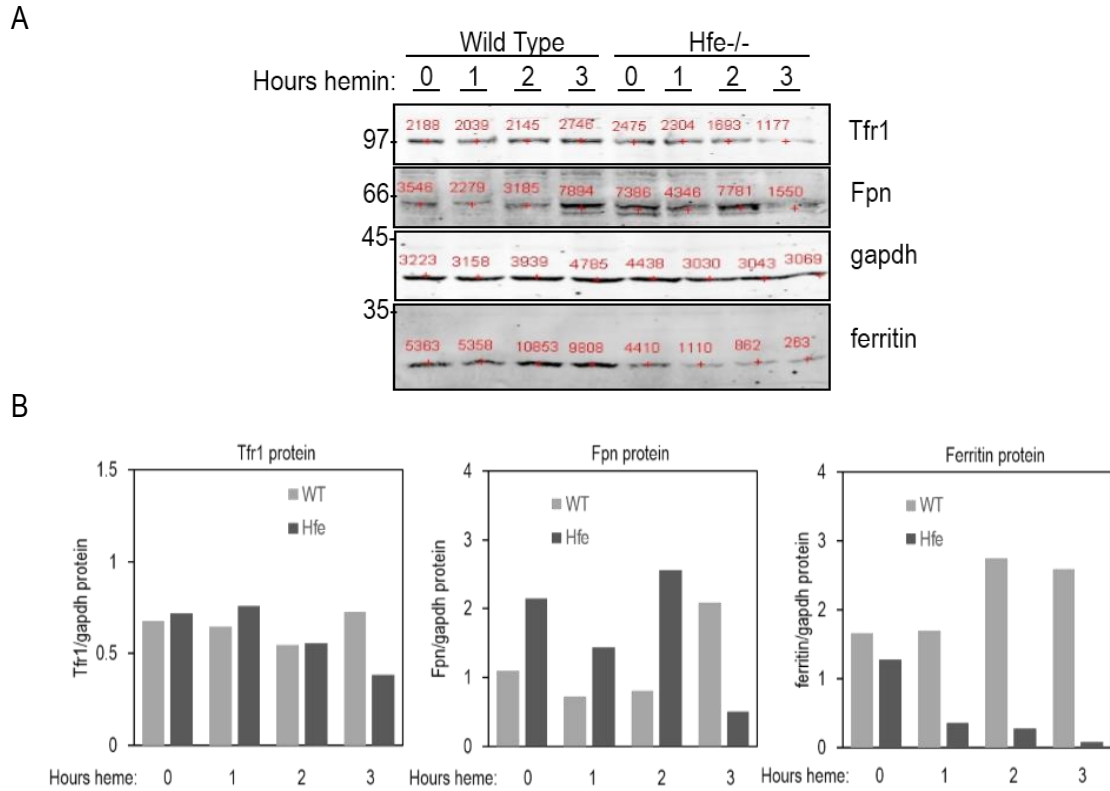 A
Wild Type Hfe-/-
Hours hemin: 0 1 2 3 0 1 2 3
97 2188 2039 2145 2746 2475 2304 1693 1177 Tfr1
66 3546 2279 3185 7894 7386 4346 7781 1550 Fpn
45
3223 3158 3939 4785 4438 3030 3043 3069 gapdh
35
5363 5358 10853 9808 4410 1110 862 263 ferritin
B
Tfr1 protein
1.5
1
0.5
0
Tfr1/gapdh protein
WT
Hfe
Hours heme: 0 1 2 3
Fpn protein
4
3
2
1
0
Fpn/gapdh protein
WT
Hfe
Hours heme: 0 1 2 3
Ferritin protein
4
3
2
1
0
ferritin/gapdh protein
WT
Hfe
Hours heme: 0 1 2 3